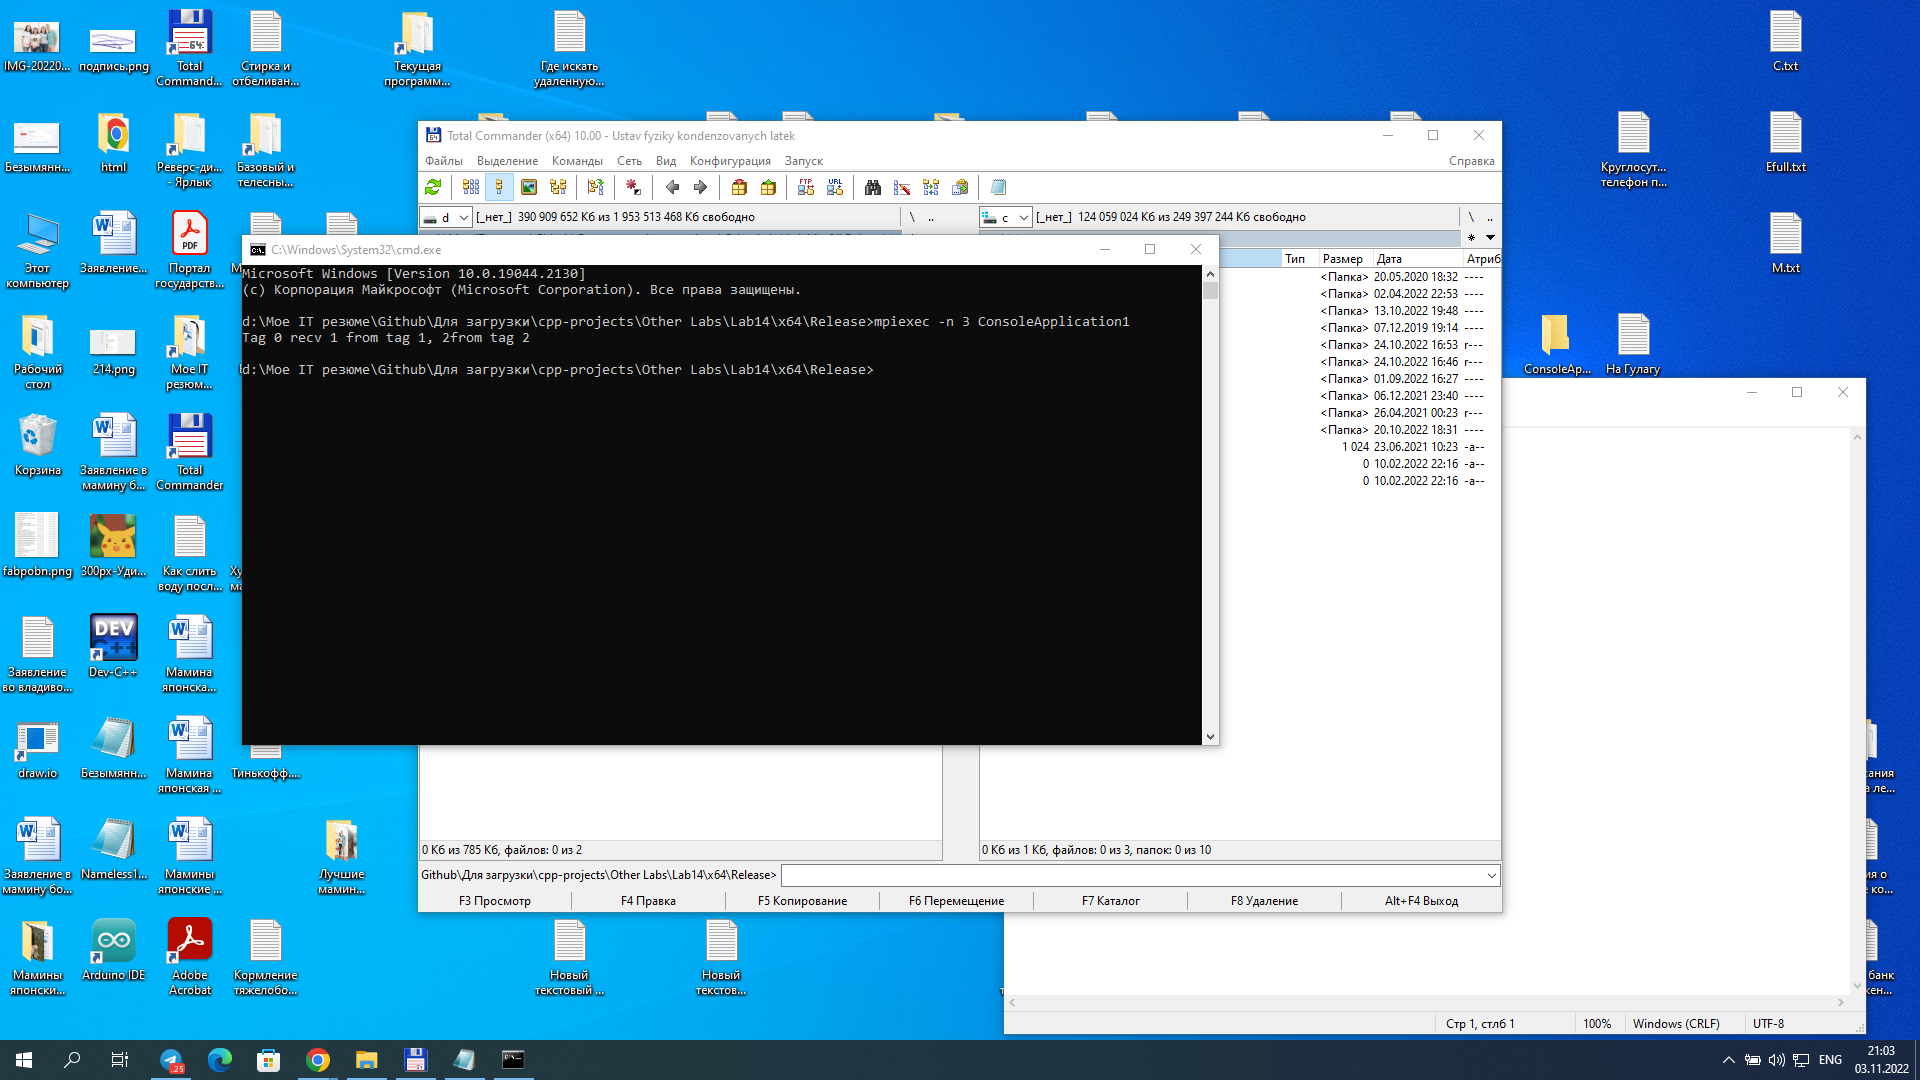 IMG-20220...
подпись.png
Total
Command...
Стирка и
отбеливан...
Текущая
программ...
Где искать
удаленную...
C.txt
Безымянн...
html
Реверс-ди...
- Ярлык
Базовый и
телесны...
Круглосут...
телефон п...
Efull.txt
Этот
компьютер
Заявление...
Портал
государств...
M.txt
Рабочий
стол
214.png
Мое IT
резюм...
ConsoleAp...
На Гулагу
Корзина
Заявление в
мамину б...
Total
Commander
fabpobn.png
300px-Уди...
Как слить
воду посл...
Заявление
во владиво...
DEV
C++
Dev-C++
Мамина
японска...
draw.io
Безымянн...
Мамина
японская ...
Тинькофф....
Заявление в
мамину бо...
Nameless1...
Мамины
японские ...
Лучшие
мамин...
Мамины
японски...
Arduino IDE
Adobe
Acrobat
Кормление
тяжелобо...
Новый
текстовый ...
Новый
текстов...
Total Commander (x64) 10.00 - Ustav fyziky kondenzovanych latek
Файлы Выделение Команды Сеть Вид Конфигурация Запуск Справка
d [_нет_] 390 909 652 Кб из 1 953 513 468 Кб свободно \ ..
c [_нет_] 124 059 024 Кб из 249 397 244 Кб свободно \ ..
Тип Размер Дата Атриб
<Папка> 20.05.2020 18:32 ----
<Папка> 02.04.2022 22:53 ----
<Папка> 13.10.2022 19:48 ----
<Папка> 07.12.2019 19:14 ----
<Папка> 24.10.2022 16:53 r---
<Папка> 24.10.2022 16:46 r---
<Папка> 01.09.2022 16:27 ----
<Папка> 06.12.2021 23:40 ----
<Папка> 26.04.2021 00:23 r---
<Папка> 20.10.2022 18:31 ----
1 024 23.06.2021 10:23 -a--
0 10.02.2022 22:16 -a--
0 10.02.2022 22:16 -a--
C:\Windows\System32\cmd.exe
Microsoft Windows [Version 10.0.19044.2130]
(c) Корпорация Майкрософт (Microsoft Corporation). Все права защищены.
d:\Мое IT резюме\Github\Для загрузки\cpp-projects\Other Labs\Lab14\x64\Release>mpiexec -n 3 ConsoleApplication1
Tag 0 recv 1 from tag 1, 2from tag 2
d:\Мое IT резюме\Github\Для загрузки\cpp-projects\Other Labs\Lab14\x64\Release>
0 Кб из 785 Кб, файлов: 0 из 2
0 Кб из 1 Кб, файлов: 0 из 3, папок: 0 из 10
Github\Для загрузки\cpp-projects\Other Labs\Lab14\x64\Release>
F3 Просмотр F4 Правка F5 Копирование F6 Перемещение F7 Каталог F8 Удаление Alt+F4 Выход
Стр 1, стлб 1 100% Windows (CRLF) UTF-8
.25
ENG
21:03
03.11.2022